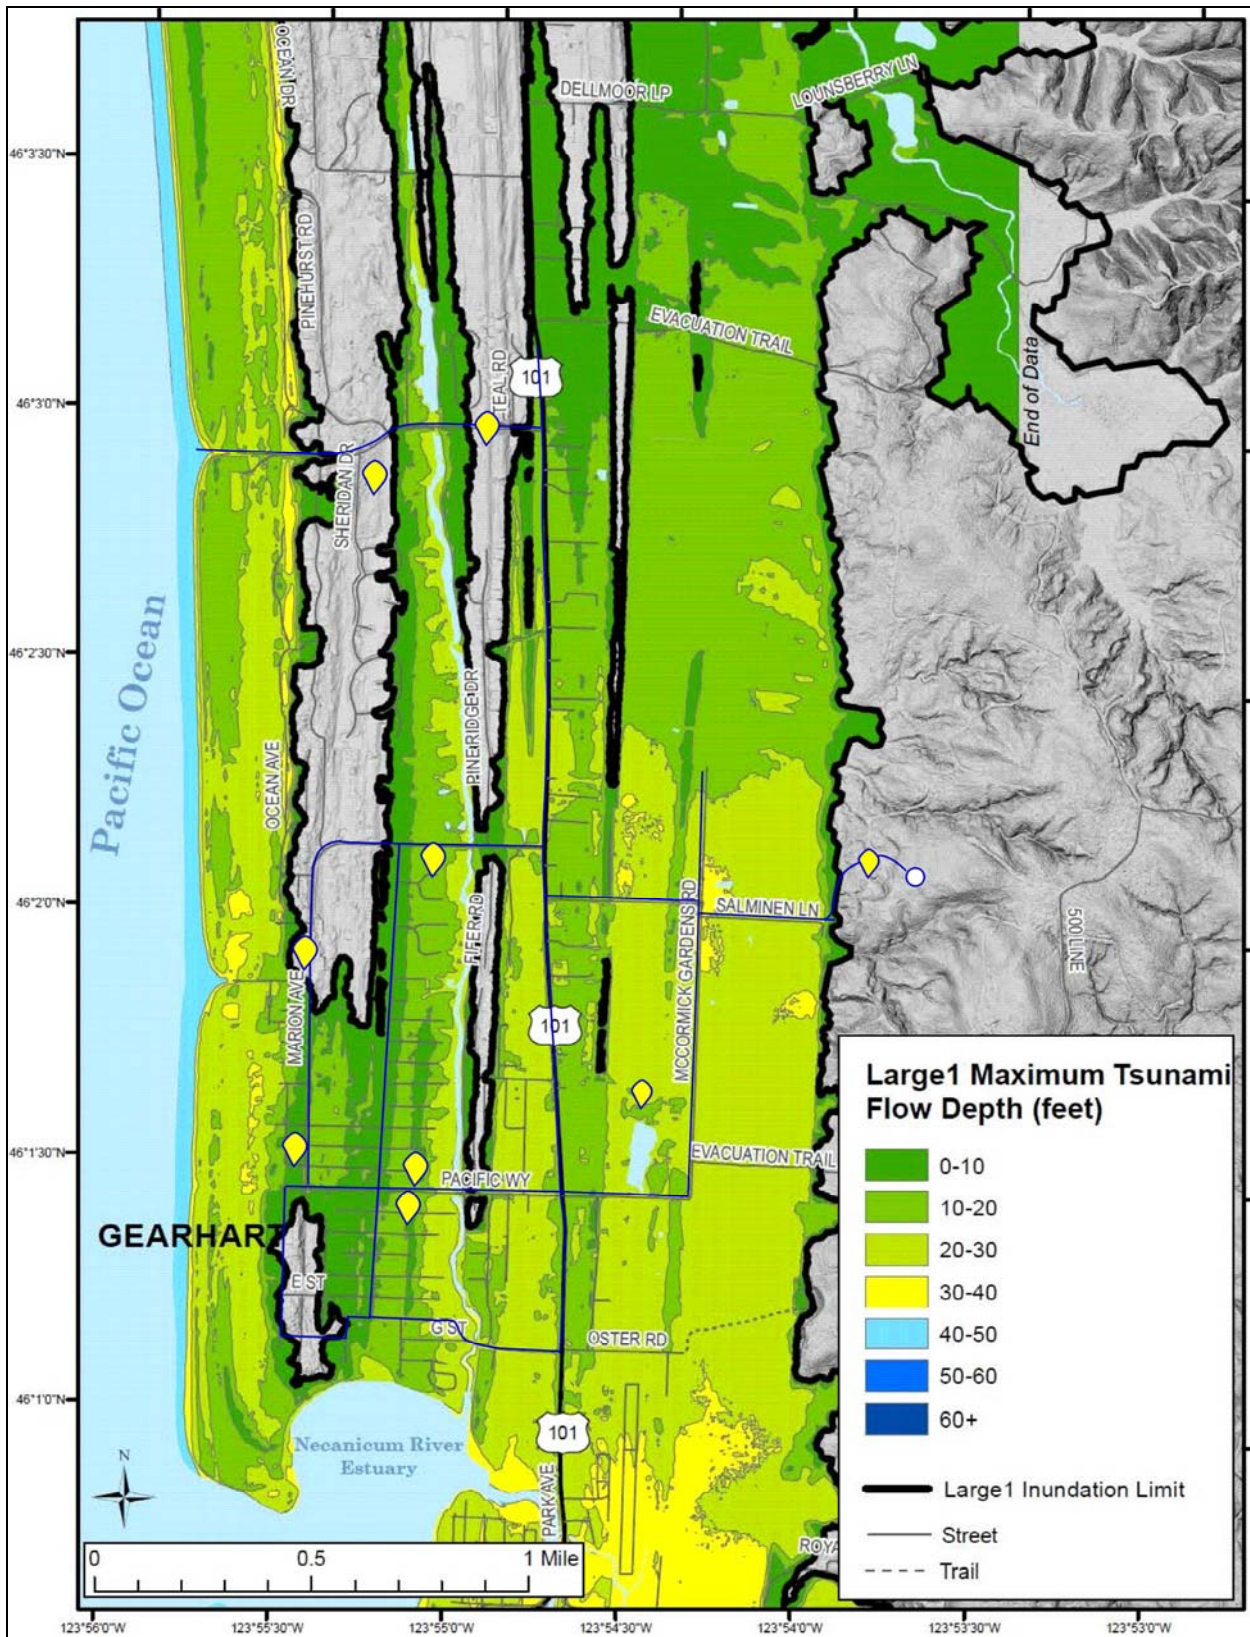 OCEAN DR
DELLMOOR LP
LOUNSBERRY LN
46°3'30"N
PINEHURST RD
EVACUATION TRAIL
TEAL RD
101
46°3'0"N
End of Data
SHERIDAN DR
Pacific Ocean
46°2'30"N
PINERIDGE DR
OCEAN AVE
46°2'0"N
SALMINEN LN
FIFER RD
MCCORMICK GARDENS RD
500 LINE
MARION AVE
101
46°1'30"N
EVACUATION TRAIL
PACIFIC WY
GEARHART
E ST
G ST
OSTER RD
46°1'0"N
101
Necanicum River
Estuary
PARK AVE
N
ROYA
0 0.5 1 Mile
Large1 Maximum Tsunami
Flow Depth (feet)
0-10
10-20
20-30
30-40
40-50
50-60
60+
Large1 Inundation Limit
Street
Trail
123°56'0"W 123°55'30"W 123°55'0"W 123°54'30"W 123°54'0"W 123°53'30"W 123°53'0"W